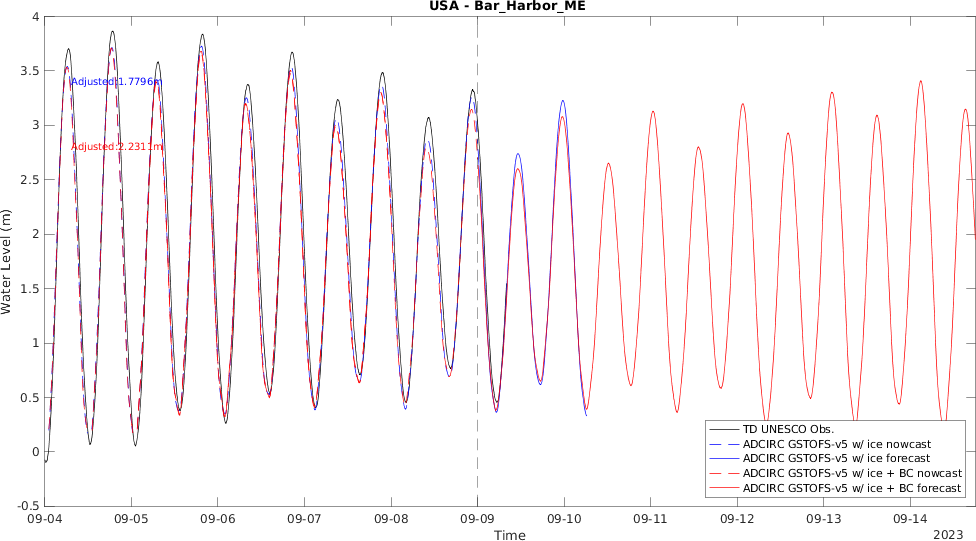 USA - Bar_Harbor_ME
4
3.5
3
2.5
2
1.5
1
0.5
0
-0.5
Water Level (m)
Adjusted:1.7796m
Adjusted:2.2311m
TD UNESCO Obs.
ADCIRC GSTOFS-v5 w/ ice nowcast
ADCIRC GSTOFS-v5 w/ ice forecast
ADCIRC GSTOFS-v5 w/ ice + BC nowcast
ADCIRC GSTOFS-v5 w/ ice + BC forecast
09-04 09-05 09-06 09-07 09-08 09-09 09-10 09-11 09-12 09-13 09-14
Time
2023